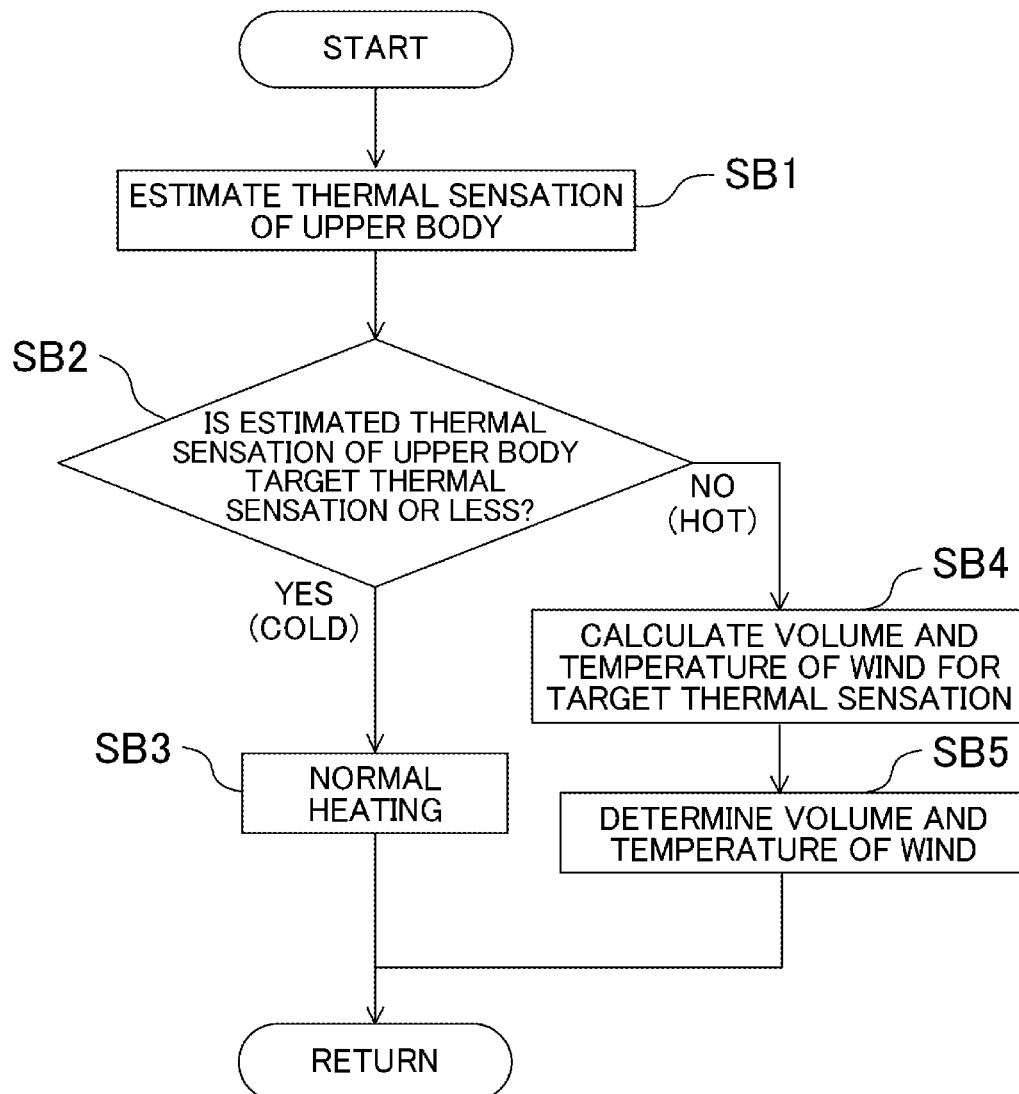 START
ESTIMATE THERMAL SENSATION
OF UPPER BODY
SB1
SB2
IS ESTIMATED THERMAL
SENSATION OF UPPER BODY
TARGET THERMAL
SENSATION OR LESS?
NO
(HOT)
YES
(COLD)
SB4
CALCULATE VOLUME AND
TEMPERATURE OF WIND FOR
TARGET THERMAL SENSATION
SB3
NORMAL
HEATING
SB5
DETERMINE VOLUME AND
TEMPERATURE OF WIND
RETURN